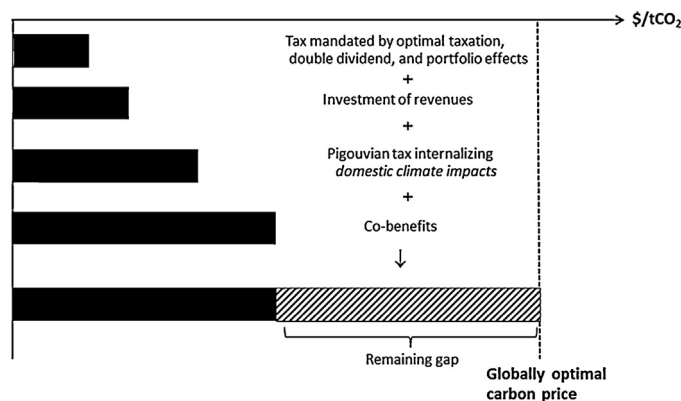 $/tCO₂
Tax mandated by optimal taxation,
double dividend, and portfolio effects
+
Investment of revenues
+
Pigouvian tax internalizing
domestic climate impacts
+
Co-benefits
Remaining gap
Globally optimal
carbon price